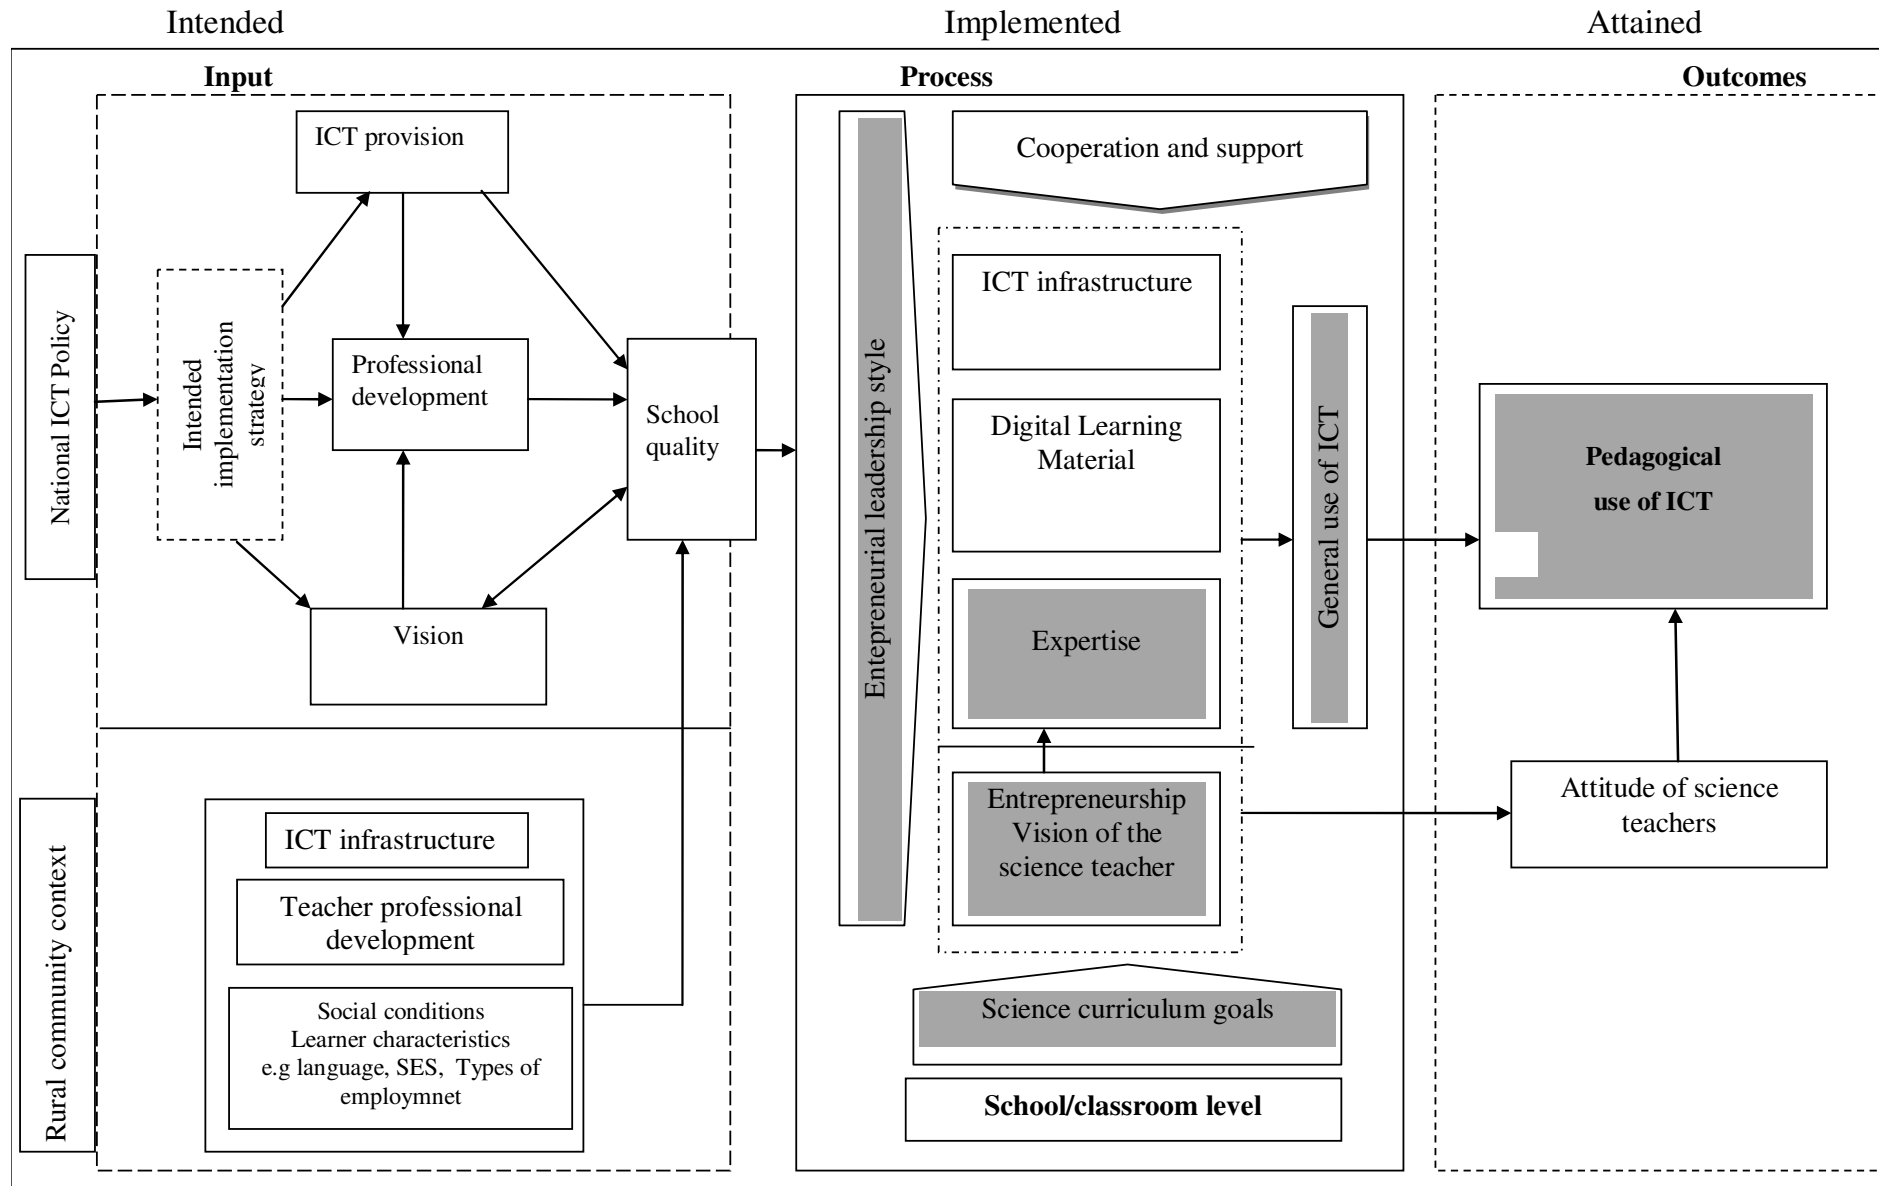 Intended
Implemented
Attained
Input
Process
Outcomes
National ICT Policy
Intended
implementation
strategy
ICT provision
Professional
development
Vision
School
quality
Rural community context
ICT infrastructure
Teacher professional
development
Social conditions
Learner characteristics
e.g language, SES, Types of
employmnet
Entepreneurial leadership style
Cooperation and support
ICT infrastructure
Digital Learning
Material
Expertise
Entrepreneurship
Vision of the
science teacher
Science curriculum goals
School/classroom level
General use of ICT
Pedagogical
use of ICT
Attitude of science
teachers